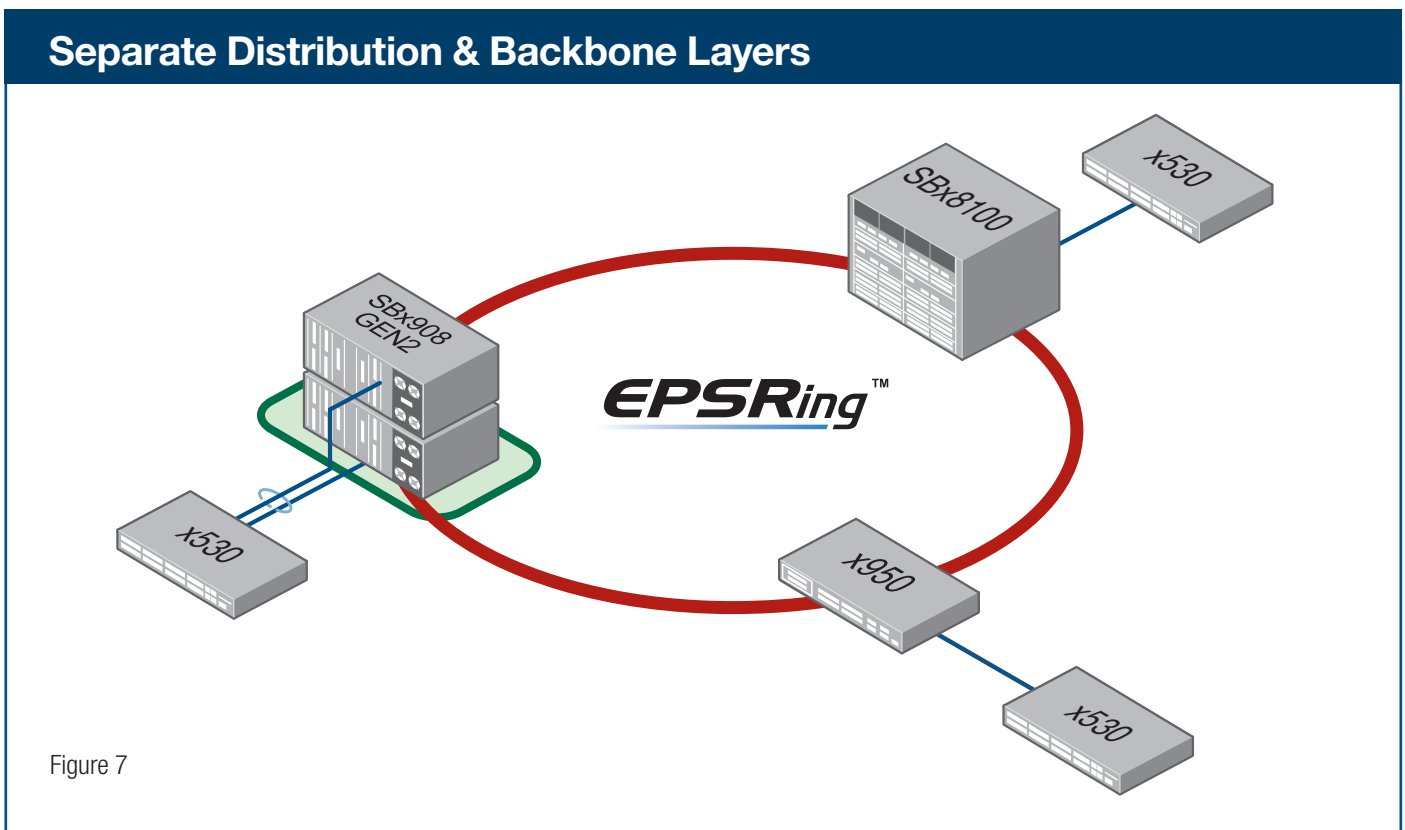 Separate Distribution & Backbone Layers
x530
SBx8100
SBx908
GEN2
EPSRing™
x530
x950
x530
Figure 7